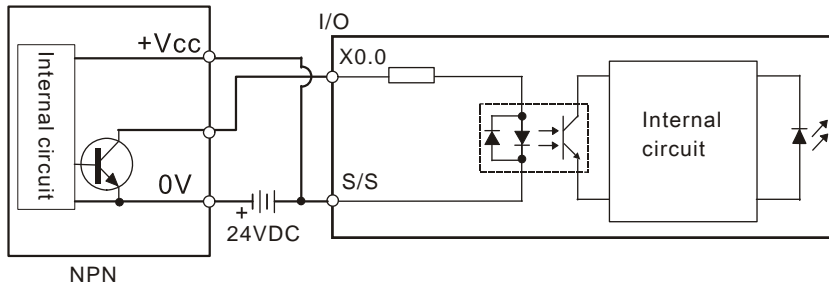 I/O
+Vcc
X0.0
Internal circuit
Internal
circuit
0V
S/S
+
24VDC
NPN